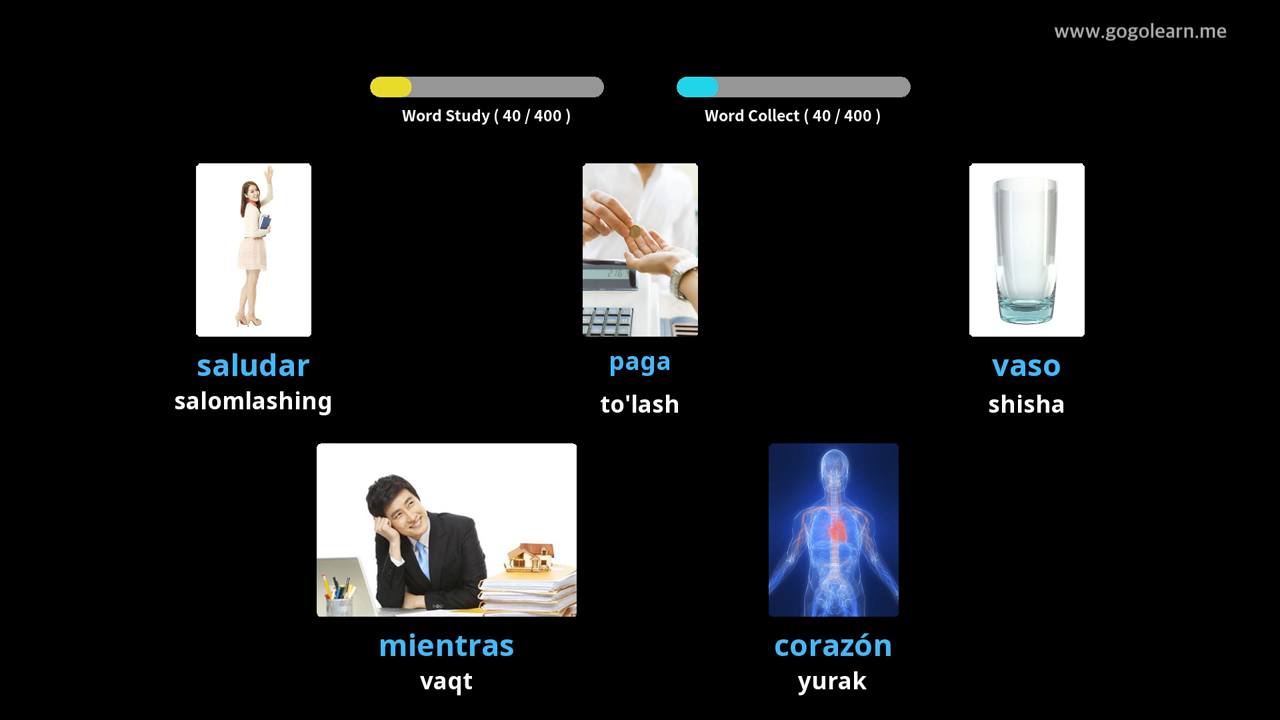 www.gogolearn.me
Word Study ( 40 / 400 )
Word Collect ( 40 / 400 )
216
saludar
salomlashing
paga
to'lash
vaso
shisha
mientras
vaqt
corazón
yurak